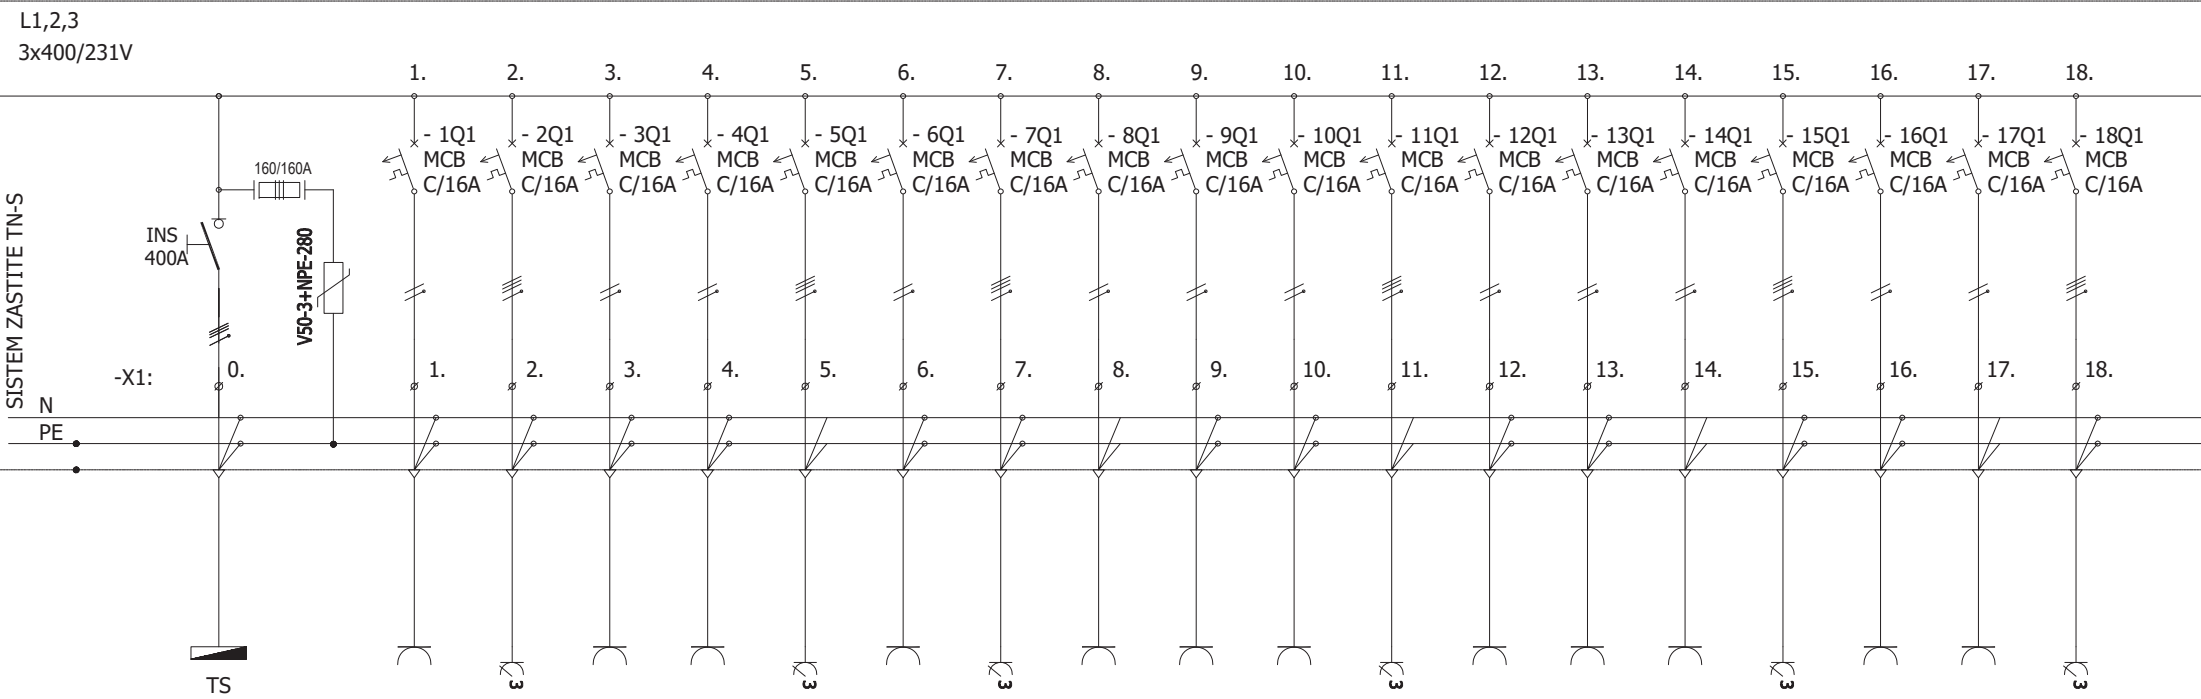 L1,2,3
3x400/231V
1. 2. 3. 4. 5. 6. 7. 8. 9. 10. 11. 12. 13. 14. 15. 16. 17. 18.
- 1Q1 - 2Q1 - 3Q1 - 4Q1 - 5Q1 - 6Q1 - 7Q1 - 8Q1 - 9Q1 - 10Q1 - 11Q1 - 12Q1 - 13Q1 - 14Q1 - 15Q1 - 16Q1 - 17Q1 - 18Q1
MCB MCB MCB MCB MCB MCB MCB MCB MCB MCB MCB MCB MCB MCB MCB MCB MCB MCB
C/16A C/16A C/16A C/16A C/16A C/16A C/16A C/16A C/16A C/16A C/16A C/16A C/16A C/16A C/16A C/16A C/16A C/16A
160/160A
INS
400A
V50-3+NPE-280
SISTEM ZASTITE TN-S
-X1: 0. 1. 2. 3. 4. 5. 6. 7. 8. 9. 10. 11. 12. 13. 14. 15. 16. 17. 18.
N
PE
3 3 3 3 3 3
TS